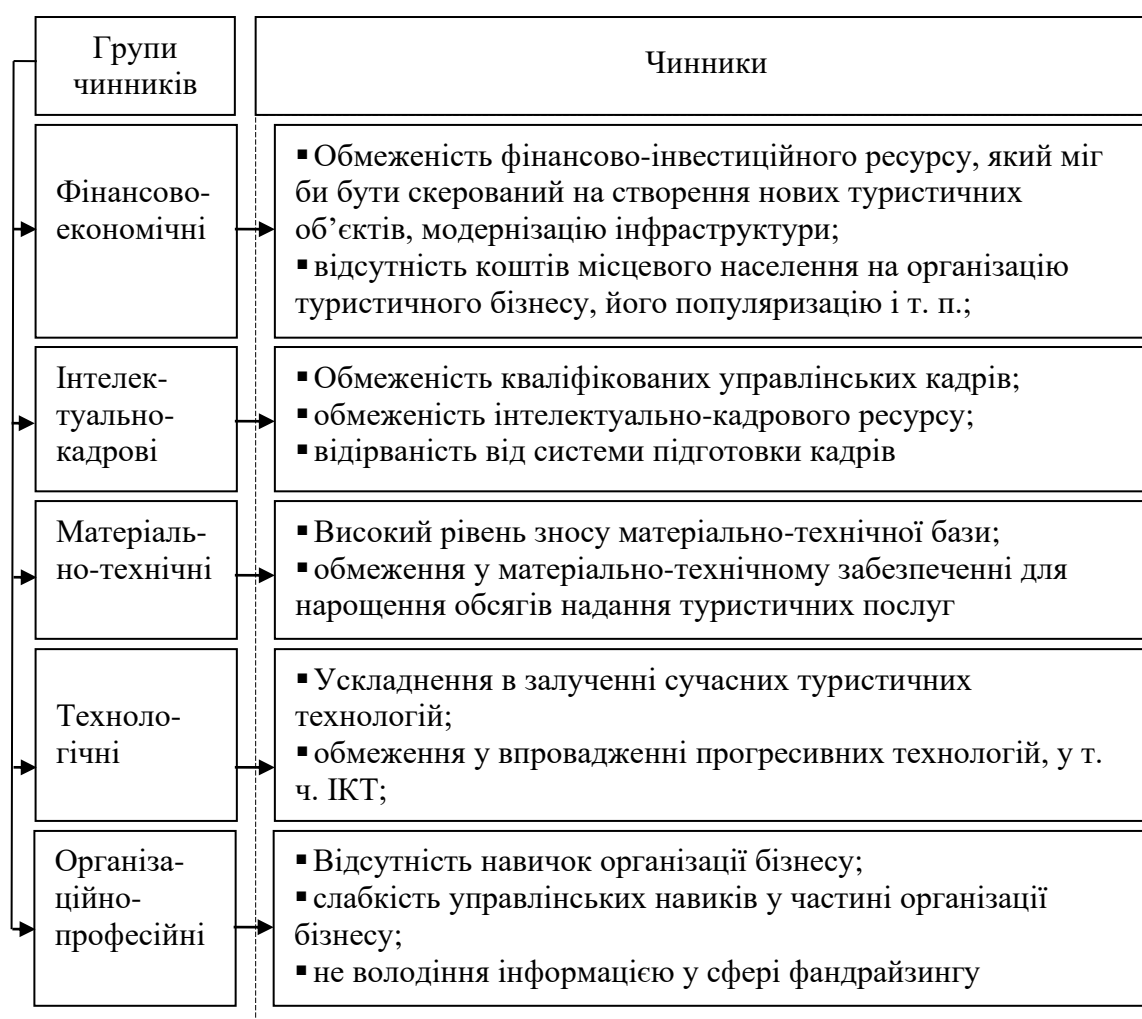 Групи
чинників
Чинники
Фінансово-
економічні
▪ Обмеженість фінансово-інвестиційного ресурсу, який міг
би бути скерований на створення нових туристичних
об’єктів, модернізацію інфраструктури;
▪ відсутність коштів місцевого населення на організацію
туристичного бізнесу, його популяризацію і т. п.;
Інтелек-
туально-
кадрові
▪ Обмеженість кваліфікованих управлінських кадрів;
▪ обмеженість інтелектуально-кадрового ресурсу;
▪ відірваність від системи підготовки кадрів
Матеріаль-
но-технічні
▪ Високий рівень зносу матеріально-технічної бази;
▪ обмеження у матеріально-технічному забезпеченні для
нарощення обсягів надання туристичних послуг
Техноло-
гічні
▪ Ускладнення в залученні сучасних туристичних
технологій;
▪ обмеження у впровадженні прогресивних технологій, у т.
ч. ІКТ;
Організа-
ційно-
професійні
▪ Відсутність навичок організації бізнесу;
▪ слабкість управлінських навиків у частині організації
бізнесу;
▪ не володіння інформацією у сфері фандрайзингу